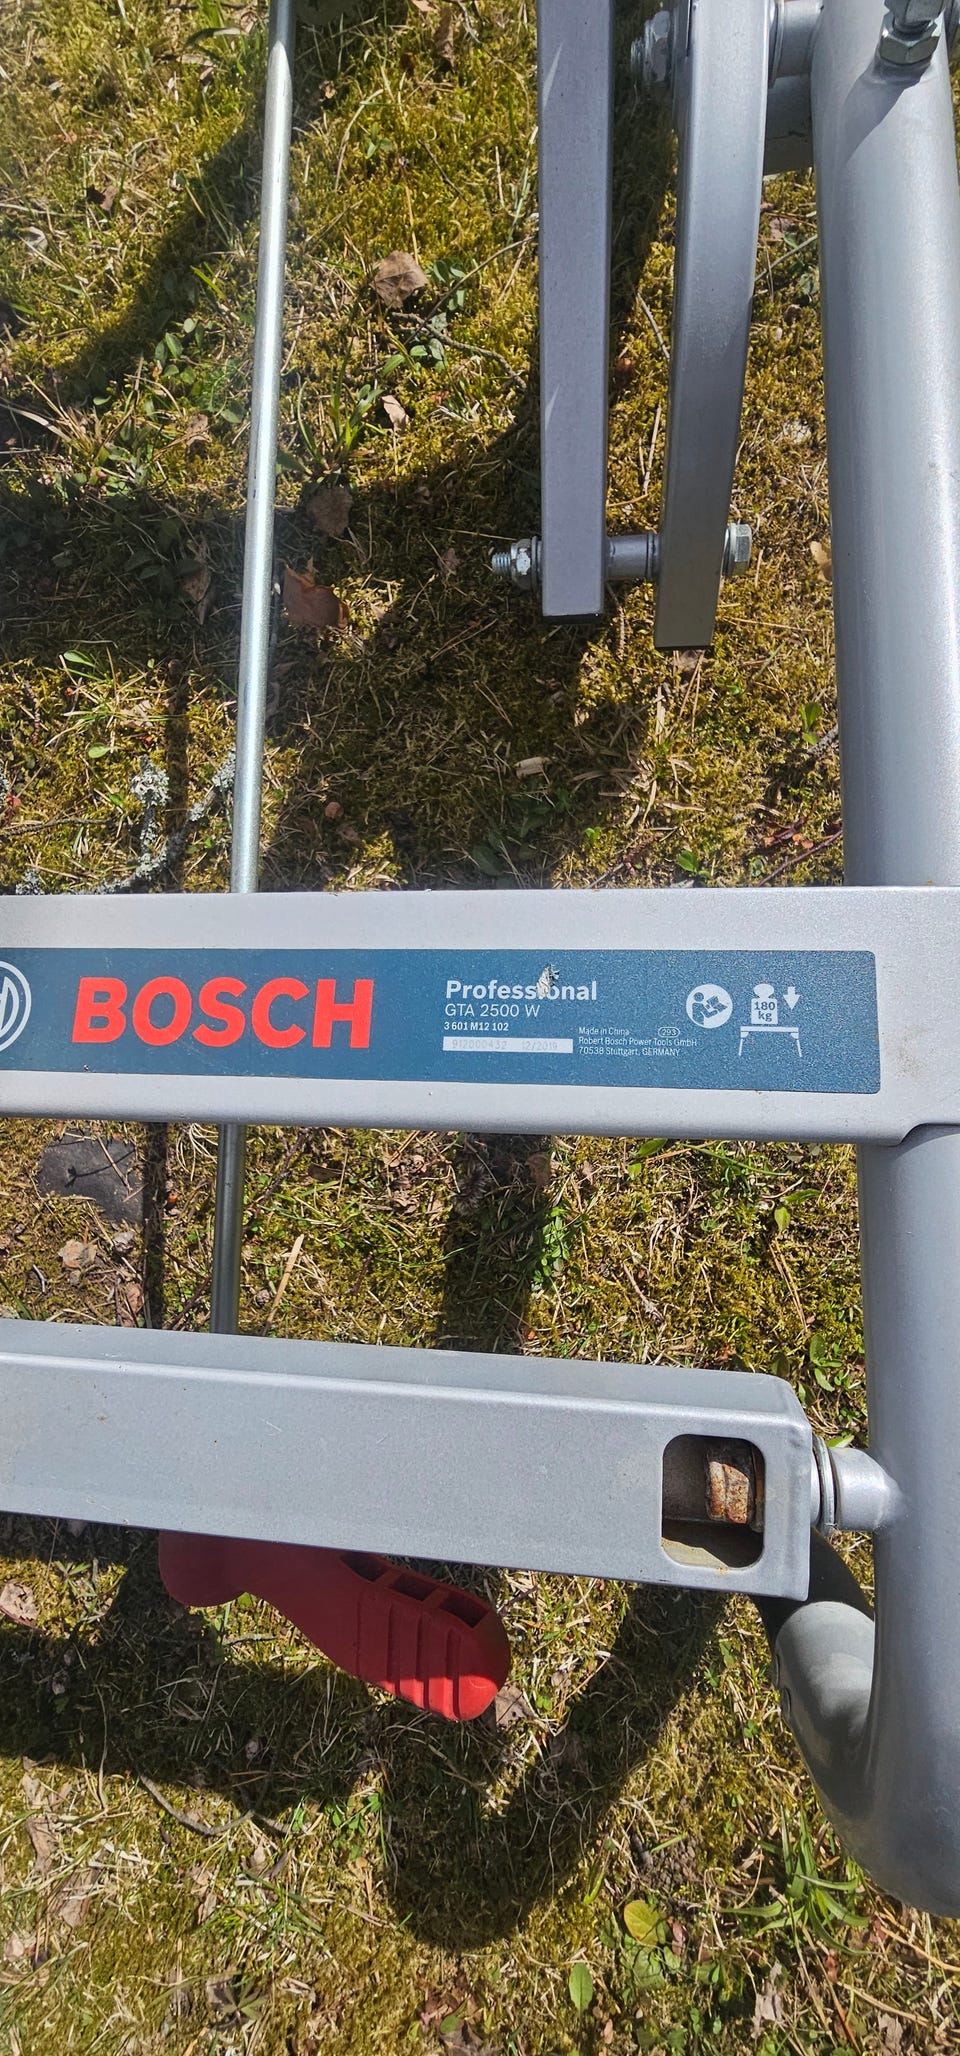 BOSCH
Professional
GTA 2500 W
3 601 M12 102
912000432 12/2019
Made in China 293
Robert Bosch Power Tools GmbH
70538 Stuttgart, GERMANY
180
kg